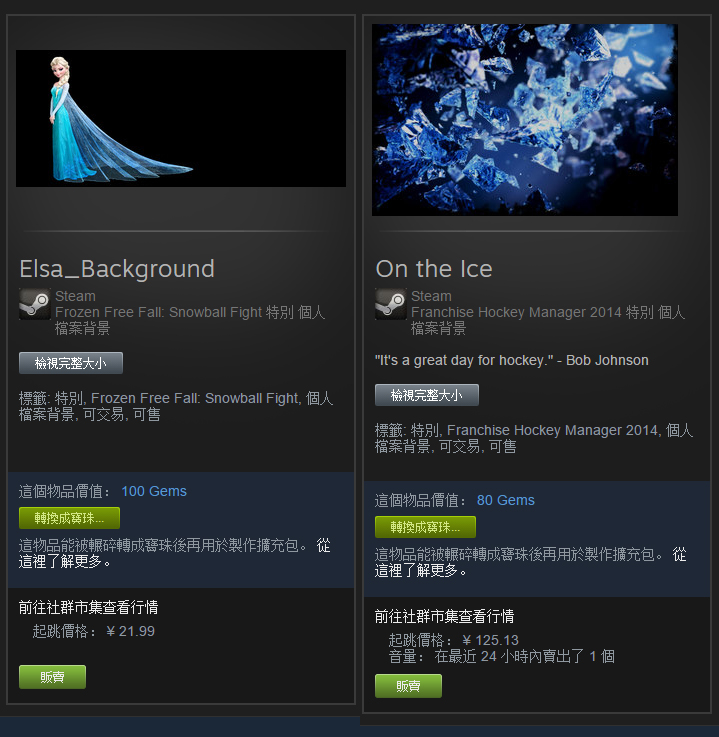 Elsa_Background
Steam
Frozen Free Fall: Snowball Fight 特別 個人
檔案背景
檢視完整大小
標籤: 特別, Frozen Free Fall: Snowball Fight, 個人
檔案背景, 可交易, 可售
這個物品價值： 100 Gems
轉換成寶珠...
這物品能被輾碎轉成寶珠後再用於製作擴充包。 從
這裡了解更多。
前往社群市集查看行情
起跳價格：¥ 21.99
販賣
On the Ice
Steam
Franchise Hockey Manager 2014 特別 個人
檔案背景
"It's a great day for hockey." - Bob Johnson
檢視完整大小
標籤: 特別, Franchise Hockey Manager 2014, 個人
檔案背景, 可交易, 可售
這個物品價值： 80 Gems
轉換成寶珠...
這物品能被輾碎轉成寶珠後再用於製作擴充包。 從
這裡了解更多。
前往社群市集查看行情
起跳價格：¥ 125.13
音量： 在最近 24 小時內賣出了 1 個
販賣